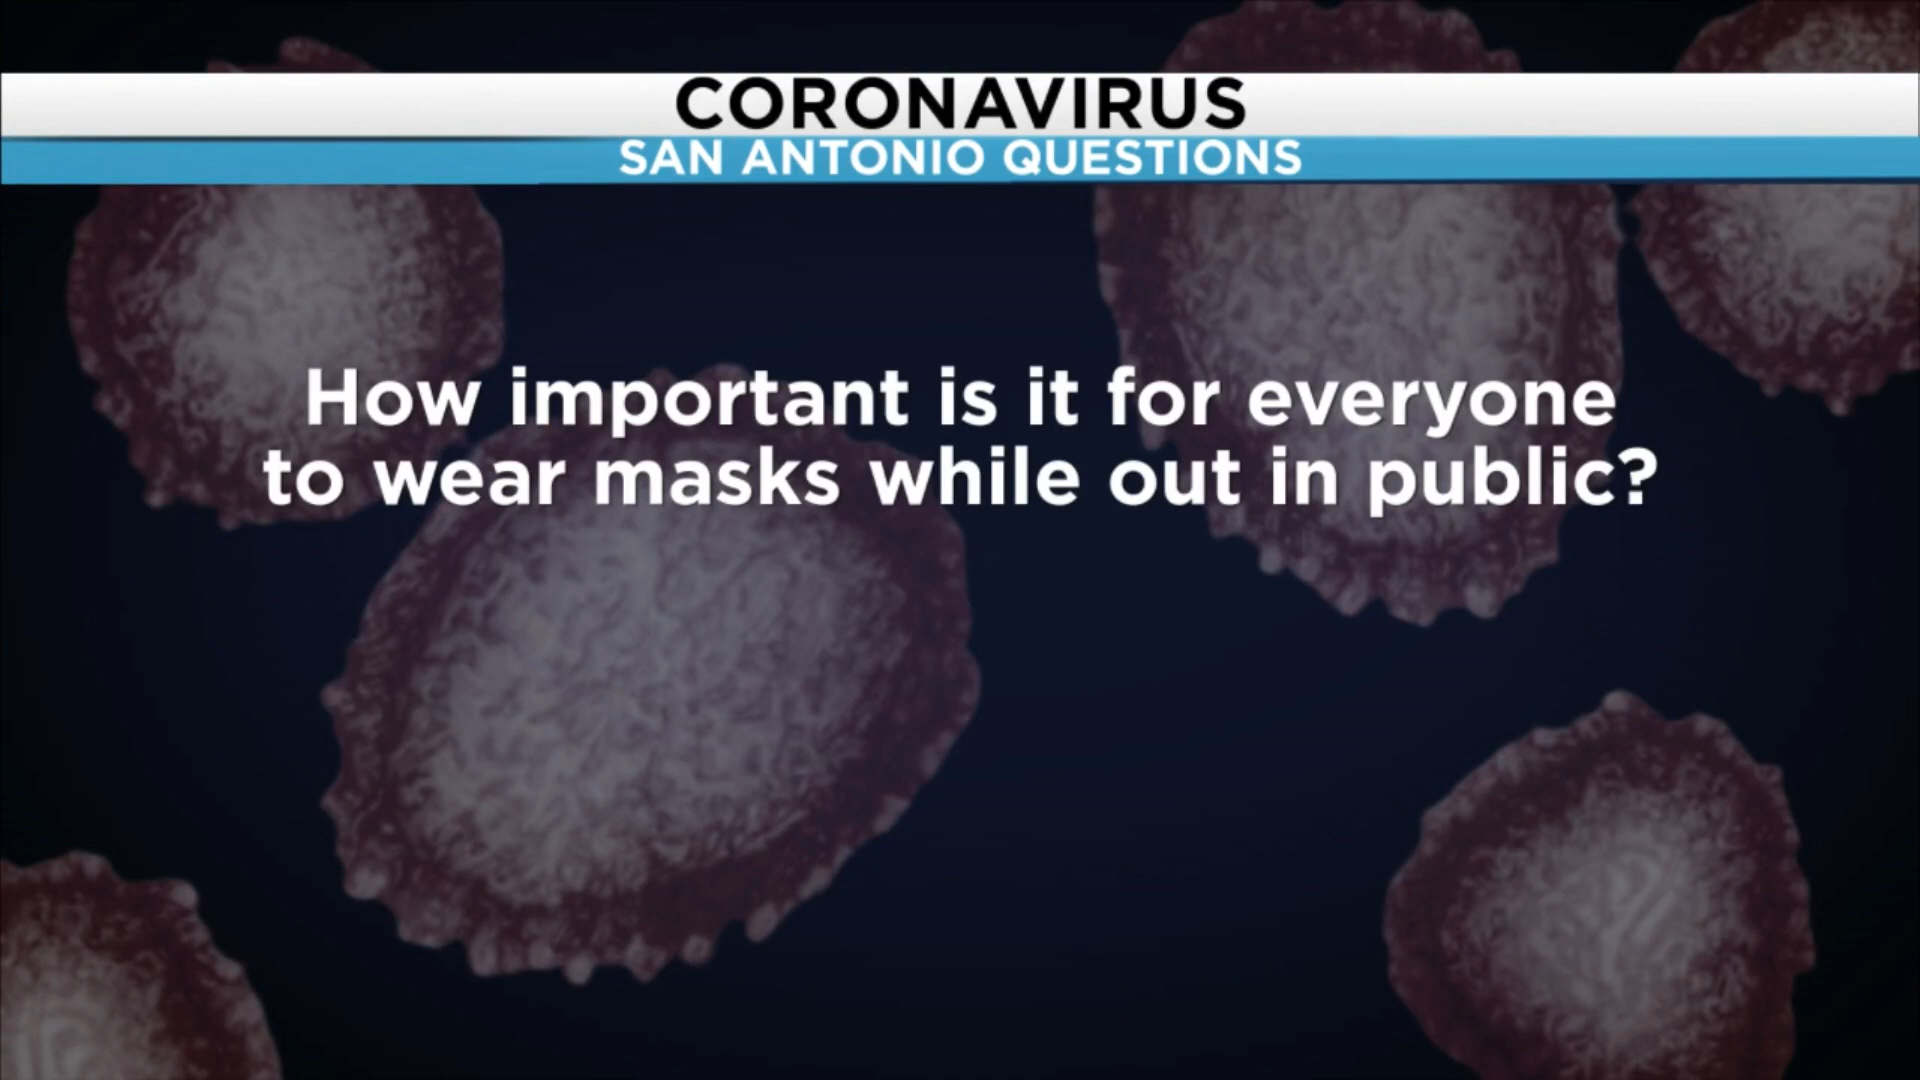 CORONAVIRUS
SAN ANTONIO QUESTIONS
How important is it for everyone
to wear masks while out in public?